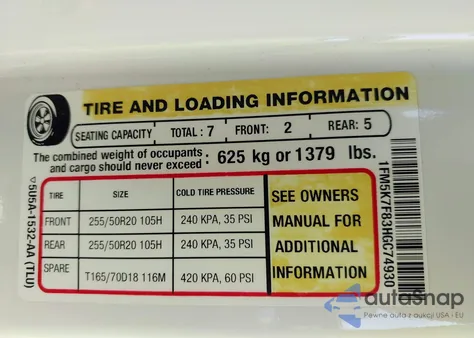 TIRE AND LOADING INFORMATION
SEATING CAPACITY TOTAL : 7 FRONT: 2 REAR: 5
The combined weight of occupants
and cargo should never exceed : 625 kg or 1379 lbs.
TIRE SIZE COLD TIRE PRESSURE
FRONT 255/50R20 105H 240 KPA, 35 PSI
REAR 255/50R20 105H 240 KPA, 35 PSI
SPARE T165/70D18 116M 420 KPA, 60 PSI
SEE OWNERS
MANUAL FOR
ADDITIONAL
INFORMATION
▽5U5A-1532-AA (TLU)
1FM5K7F83HGC74930
autaSnap
Pewne auta z aukcji USA - EU